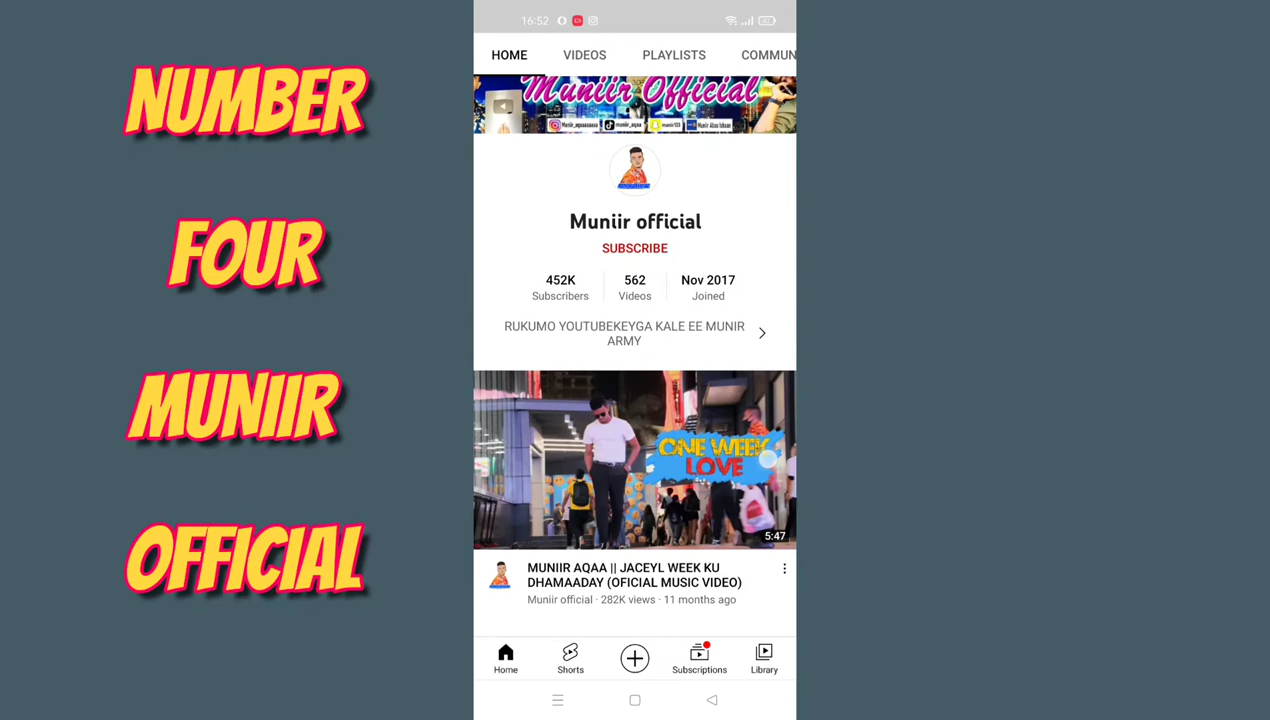 NUMBER
FOUR
MUNIIR
OFFICIAL
16:52
HOME VIDEOS PLAYLISTS COMMUN
Muniir Official
Muniir official
SUBSCRIBE
452K 562 Nov 2017
Subscribers Videos Joined
RUKUMO YOUTUBEKEYGA KALE EE MUNIR
ARMY
ONE WEEK
LOVE
5:47
MUNIIR AQAA || JACEYL WEEK KU
DHAMAADAY (OFICIAL MUSIC VIDEO)
Muniir official · 282K views · 11 months ago
Home Shorts Subscriptions Library